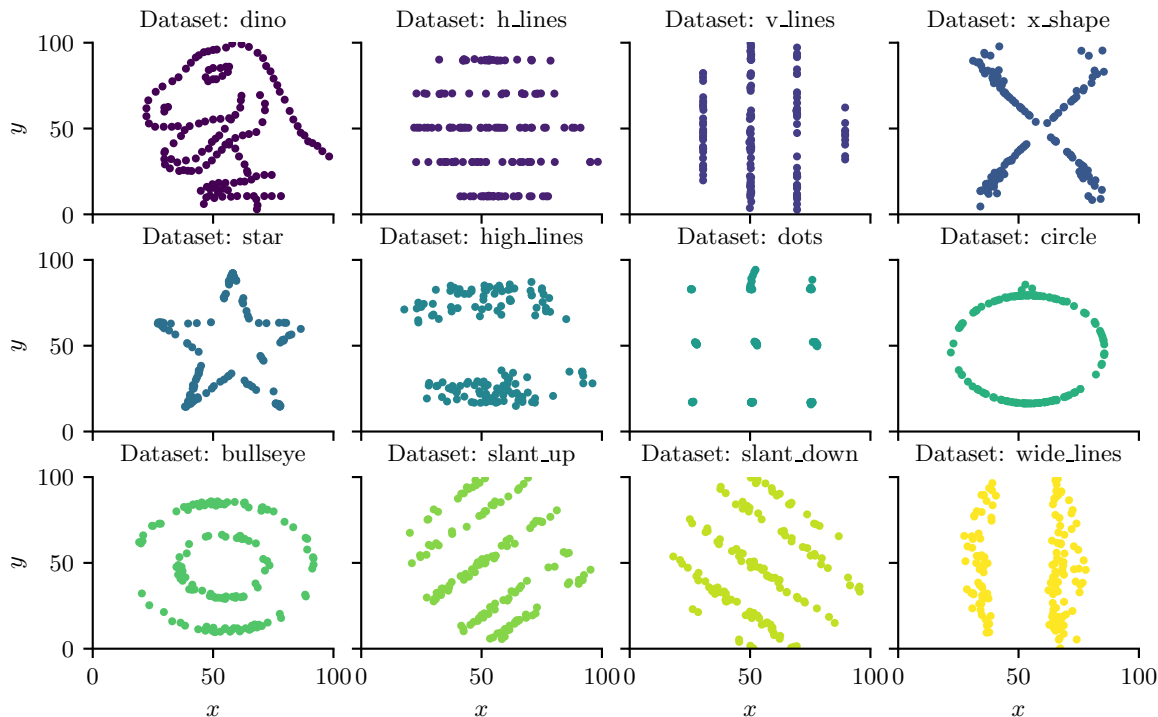 Dataset: dino Dataset: h_lines Dataset: v_lines Dataset: x_shape
100
y
50
0
Dataset: star Dataset: high_lines Dataset: dots Dataset: circle
100
y
50
0
Dataset: bullseye Dataset: slant_up Dataset: slant_down Dataset: wide_lines
100
y
50
0
0 50 100 0 50 100 0 50 100 0 50 100
x x x x